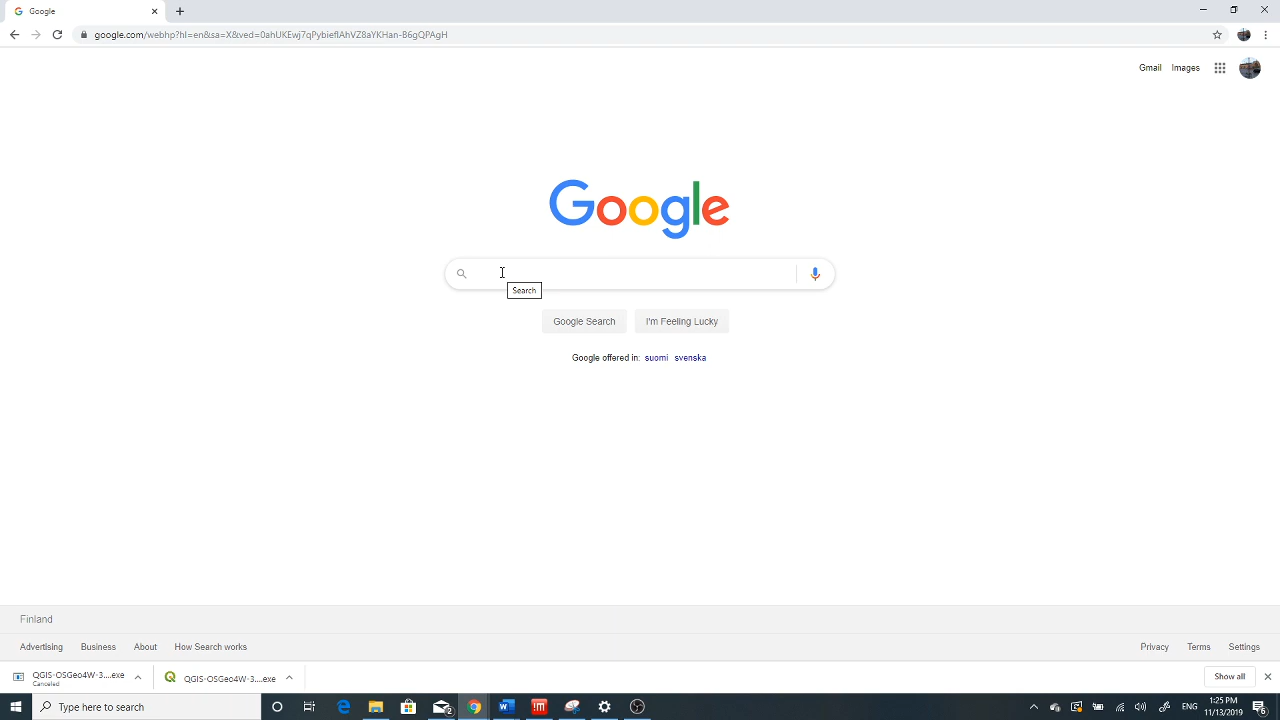 Google
google.com/webhp?hl=en&sa=X&ved=0ahUKEwj7qPybieflAhVZ8aYKHan-B6gQPAgH
Gmail Images
Google
Search
Google Search I'm Feeling Lucky
Google offered in: suomi svenska
Finland
Advertising Business About How Search works Privacy Terms Settings
QGIS-OSGeo4W-3....exe
Canceled
QGIS-OSGeo4W-3....exe
Show all
Type here to search
ENG
1:25 PM
11/13/2019